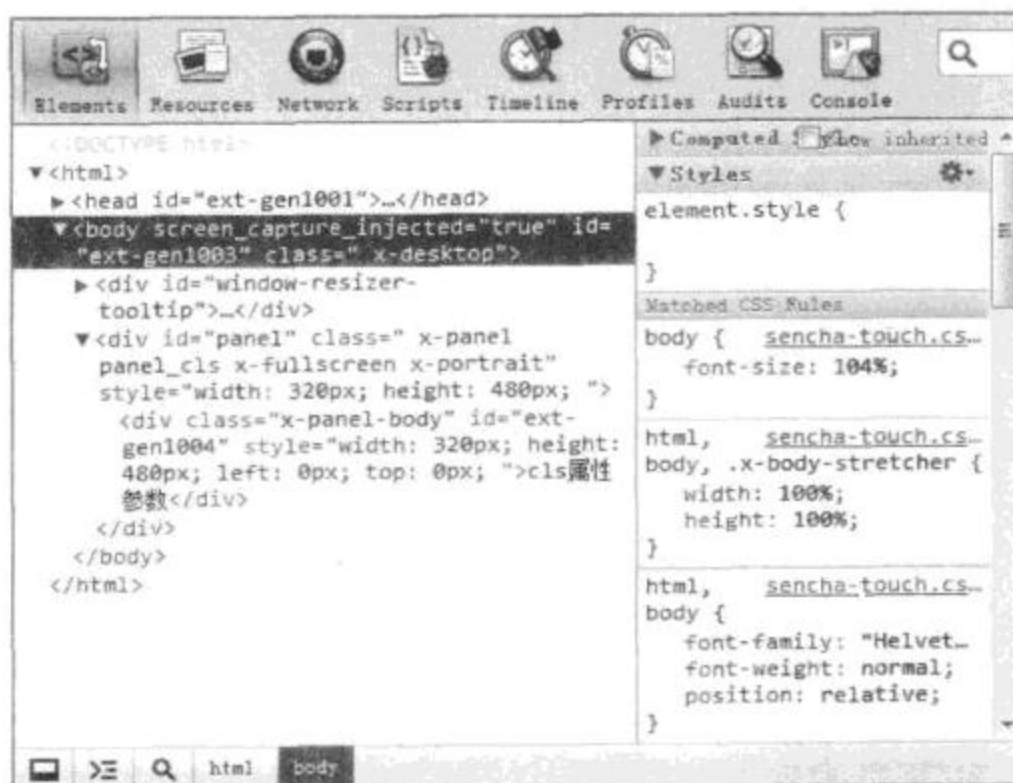 Elements Resources Network Scripts Timeline Profiles Audits Console
<!DOCTYPE html>
▼<html>
▶<head id="ext-gen1001">…</head>
▼<body screen_capture_injected="true" id=
"ext-gen1003" class=" x-desktop">
▶<div id="window-resizer-
tooltip">…</div>
▼<div id="panel" class=" x-panel
panel_cls x-fullscreen x-portrait"
style="width: 320px; height: 480px; ">
<div class="x-panel-body" id="ext-
gen1004" style="width: 320px; height:
480px; left: 0px; top: 0px; ">cls属性
参数</div>
</div>
</body>
</html>
html body
▶Computed Style Show inherited
▼Styles
element.style {
}
Matched CSS Rules
body { sencha-touch.cs…
font-size: 104%;
}
html, sencha-touch.cs…
body, .x-body-stretcher {
width: 100%;
height: 100%;
}
html, sencha-touch.cs…
body {
font-family: "Helvet…
font-weight: normal;
position: relative;
}